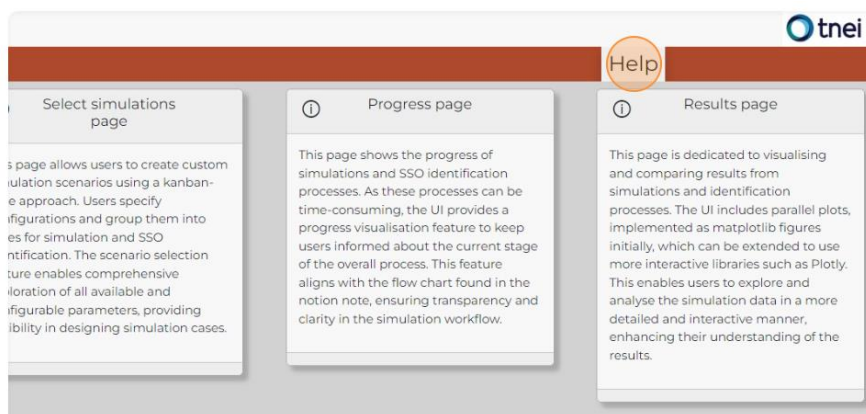 tnei
Help
Select simulations
page
page allows users to create custom
scenarios using a kanban-
approach. Users specify
and group them into
for simulation and SSO
The scenario selection
enables comprehensive
of all available and
parameters, providing
in designing simulation cases.
Progress page
This page shows the progress of
simulations and SSO identification
processes. As these processes can be
time-consuming, the UI provides a
progress visualisation feature to keep
users informed about the current stage
of the overall process. This feature
aligns with the flow chart found in the
notion note, ensuring transparency and
clarity in the simulation workflow.
Results page
This page is dedicated to visualising
and comparing results from
simulations and identification
processes. The UI includes parallel plots,
implemented as matplotlib figures
initially, which can be extended to use
more interactive libraries such as Plotly.
This enables users to explore and
analyse the simulation data in a more
detailed and interactive manner,
enhancing their understanding of the
results.